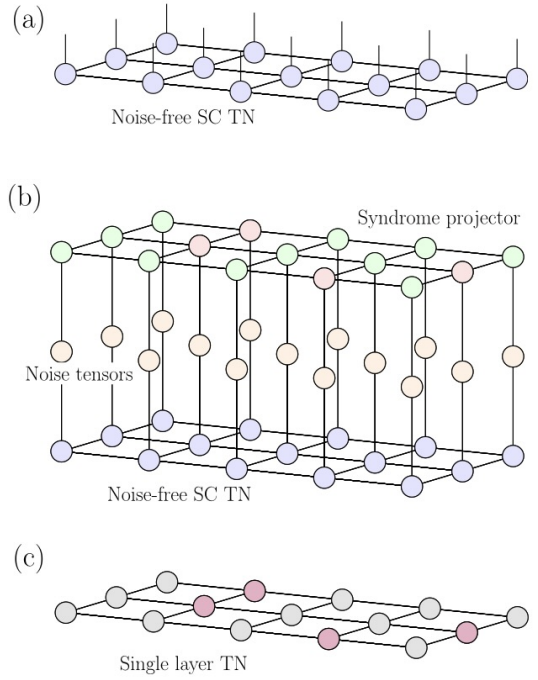 (a)
Noise-free SC TN
(b)
Syndrome projector
Noise tensors
Noise-free SC TN
(c)
Single layer TN